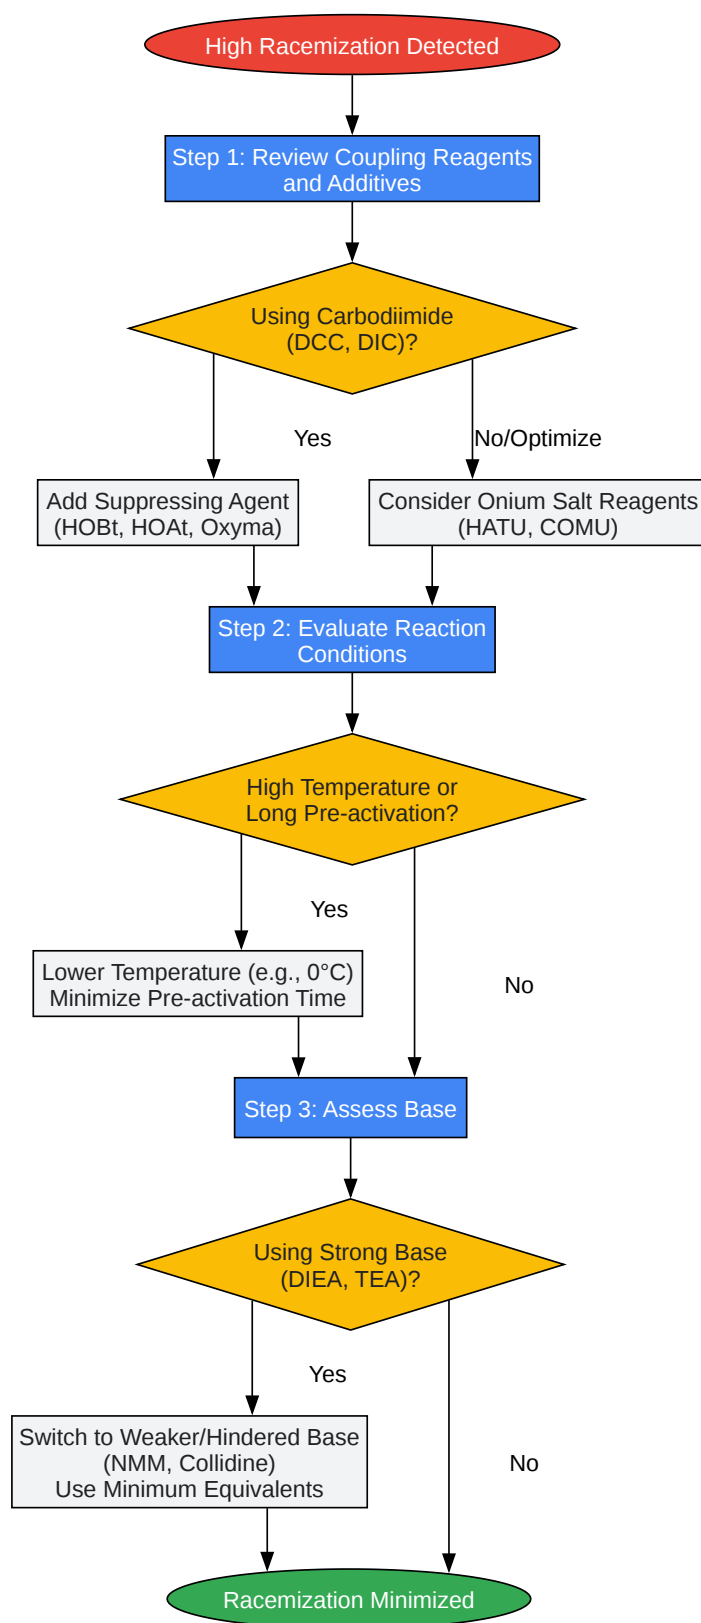 High Racemization Detected
Step 1: Review Coupling Reagents
and Additives
Using Carbodiimide
(DCC, DIC)?
Yes
No/Optimize
Add Suppressing Agent
(HOBt, HOAt, Oxyma)
Consider Onium Salt Reagents
(HATU, COMU)
Step 2: Evaluate Reaction
Conditions
High Temperature or
Long Pre-activation?
Yes
Lower Temperature (e.g., 0°C)
Minimize Pre-activation Time
No
Step 3: Assess Base
Using Strong Base
(DIEA, TEA)?
Yes
Switch to Weaker/Hindered Base
(NMM, Collidine)
Use Minimum Equivalents
No
Racemization Minimized